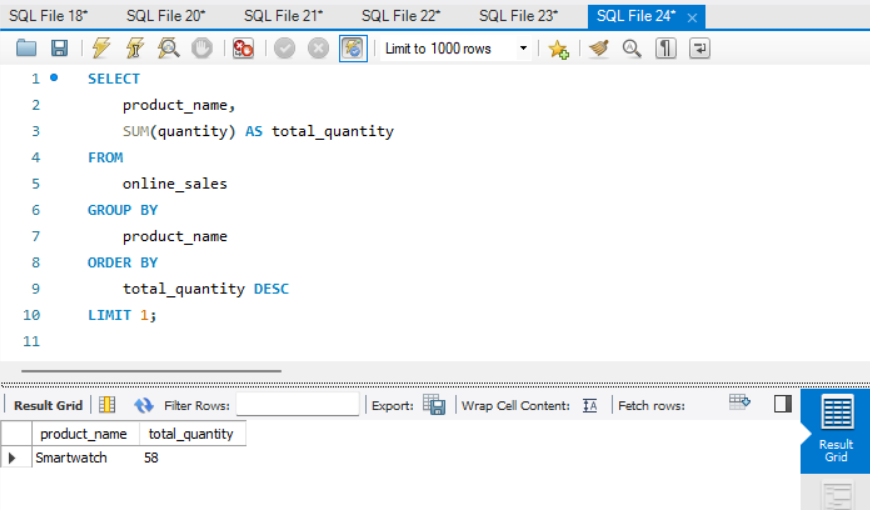 SQL File 18* SQL File 20* SQL File 21* SQL File 22* SQL File 23* SQL File 24*
Limit to 1000 rows
1 SELECT
2 product_name,
3 SUM(quantity) AS total_quantity
4 FROM
5 online_sales
6 GROUP BY
7 product_name
8 ORDER BY
9 total_quantity DESC
10 LIMIT 1;
11
Result Grid Filter Rows: Export: Wrap Cell Content: Fetch rows:
product_name total_quantity
Smartwatch 58
Result
Grid